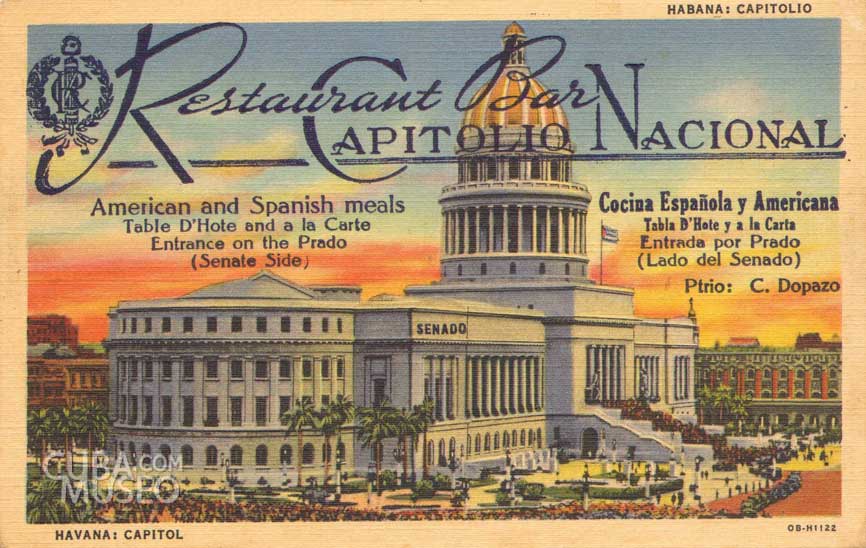 HABANA: CAPITOLIO
RCN
Restaurant Bar
CAPITOLIO NACIONAL
American and Spanish meals
Table D'Hote and a la Carte
Entrance on the Prado
(Senate Side)
Cocina Española y Americana
Tabla D'Hote y a la Carta
Entrada por Prado
(Lado del Senado)
Ptrio: C. Dopazo
SENADO
CUBA.COM
MUSEO
HAVANA: CAPITOL
OB-H1122